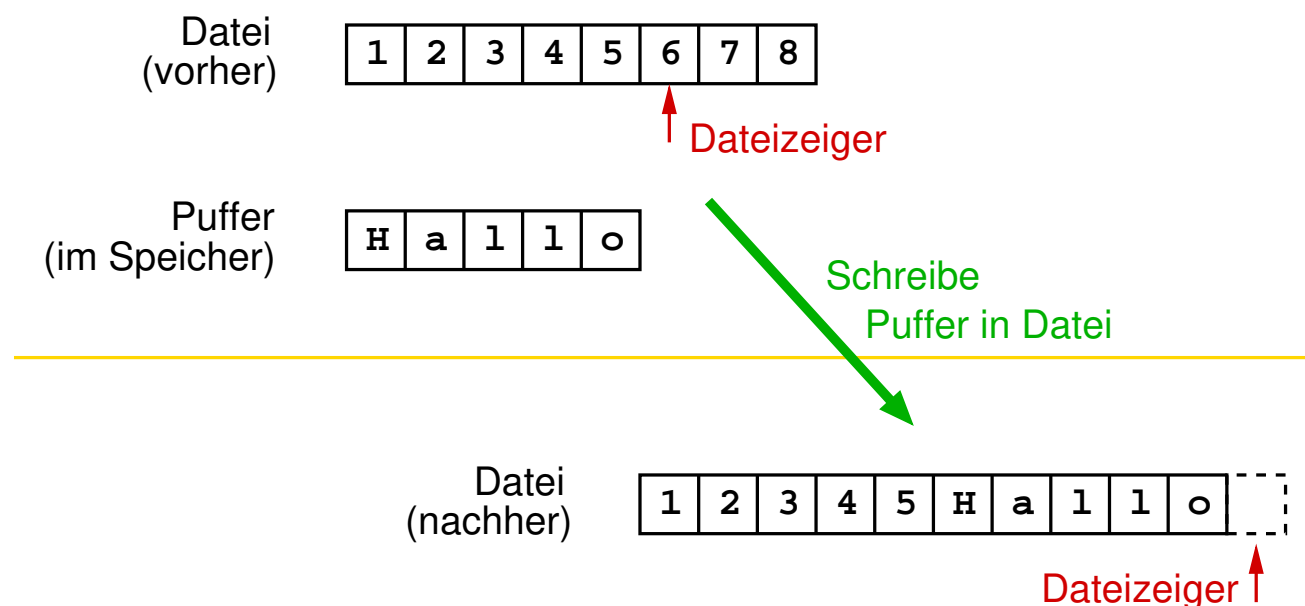 Datei
(vorher)
1 2 3 4 5 6 7 8
Dateizeiger
Puffer
(im Speicher)
H a l l o
Schreibe
Puffer in Datei
Datei
(nachher)
1 2 3 4 5 H a l l o
Dateizeiger